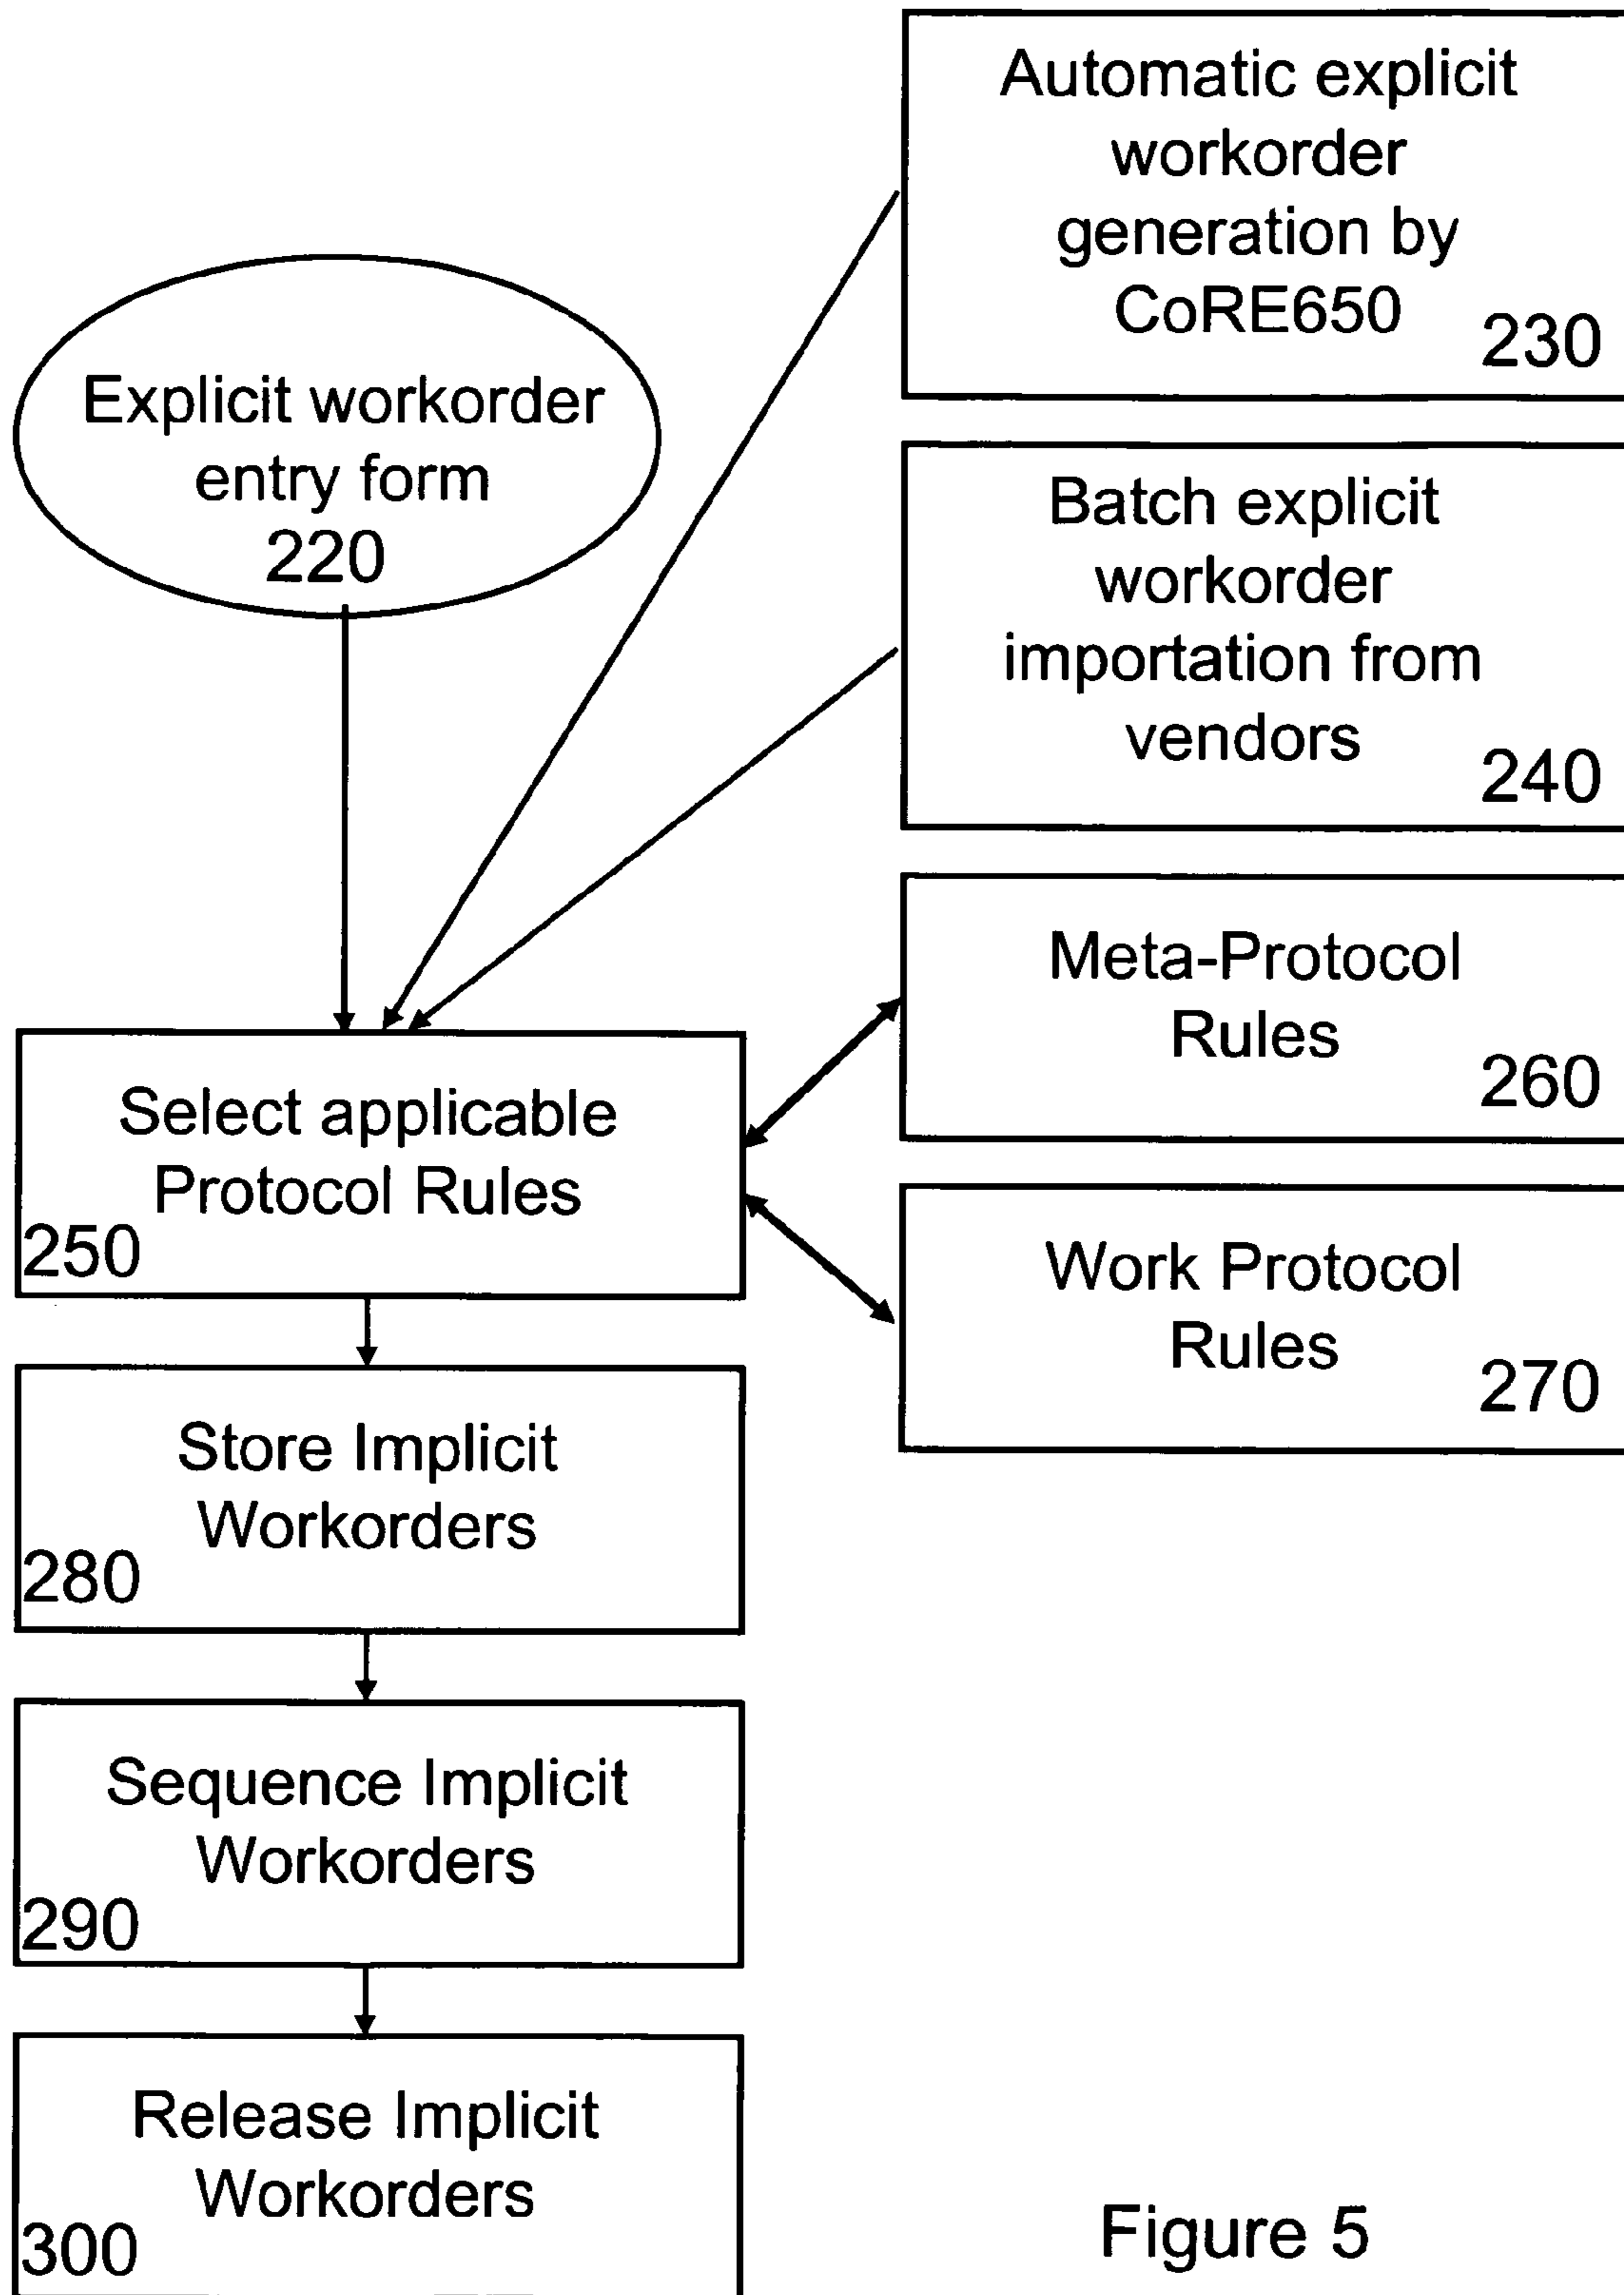 Automatic explicit
workorder
generation by
CoRE650
230
Explicit workorder
entry form
220
Batch explicit
workorder
importation from
vendors
240
Meta-Protocol
Rules
260
Select applicable
Protocol Rules
250
Work Protocol
Rules
270
Store Implicit
Workorders
280
Sequence Implicit
Workorders
290
Release Implicit
Workorders
300
Figure 5